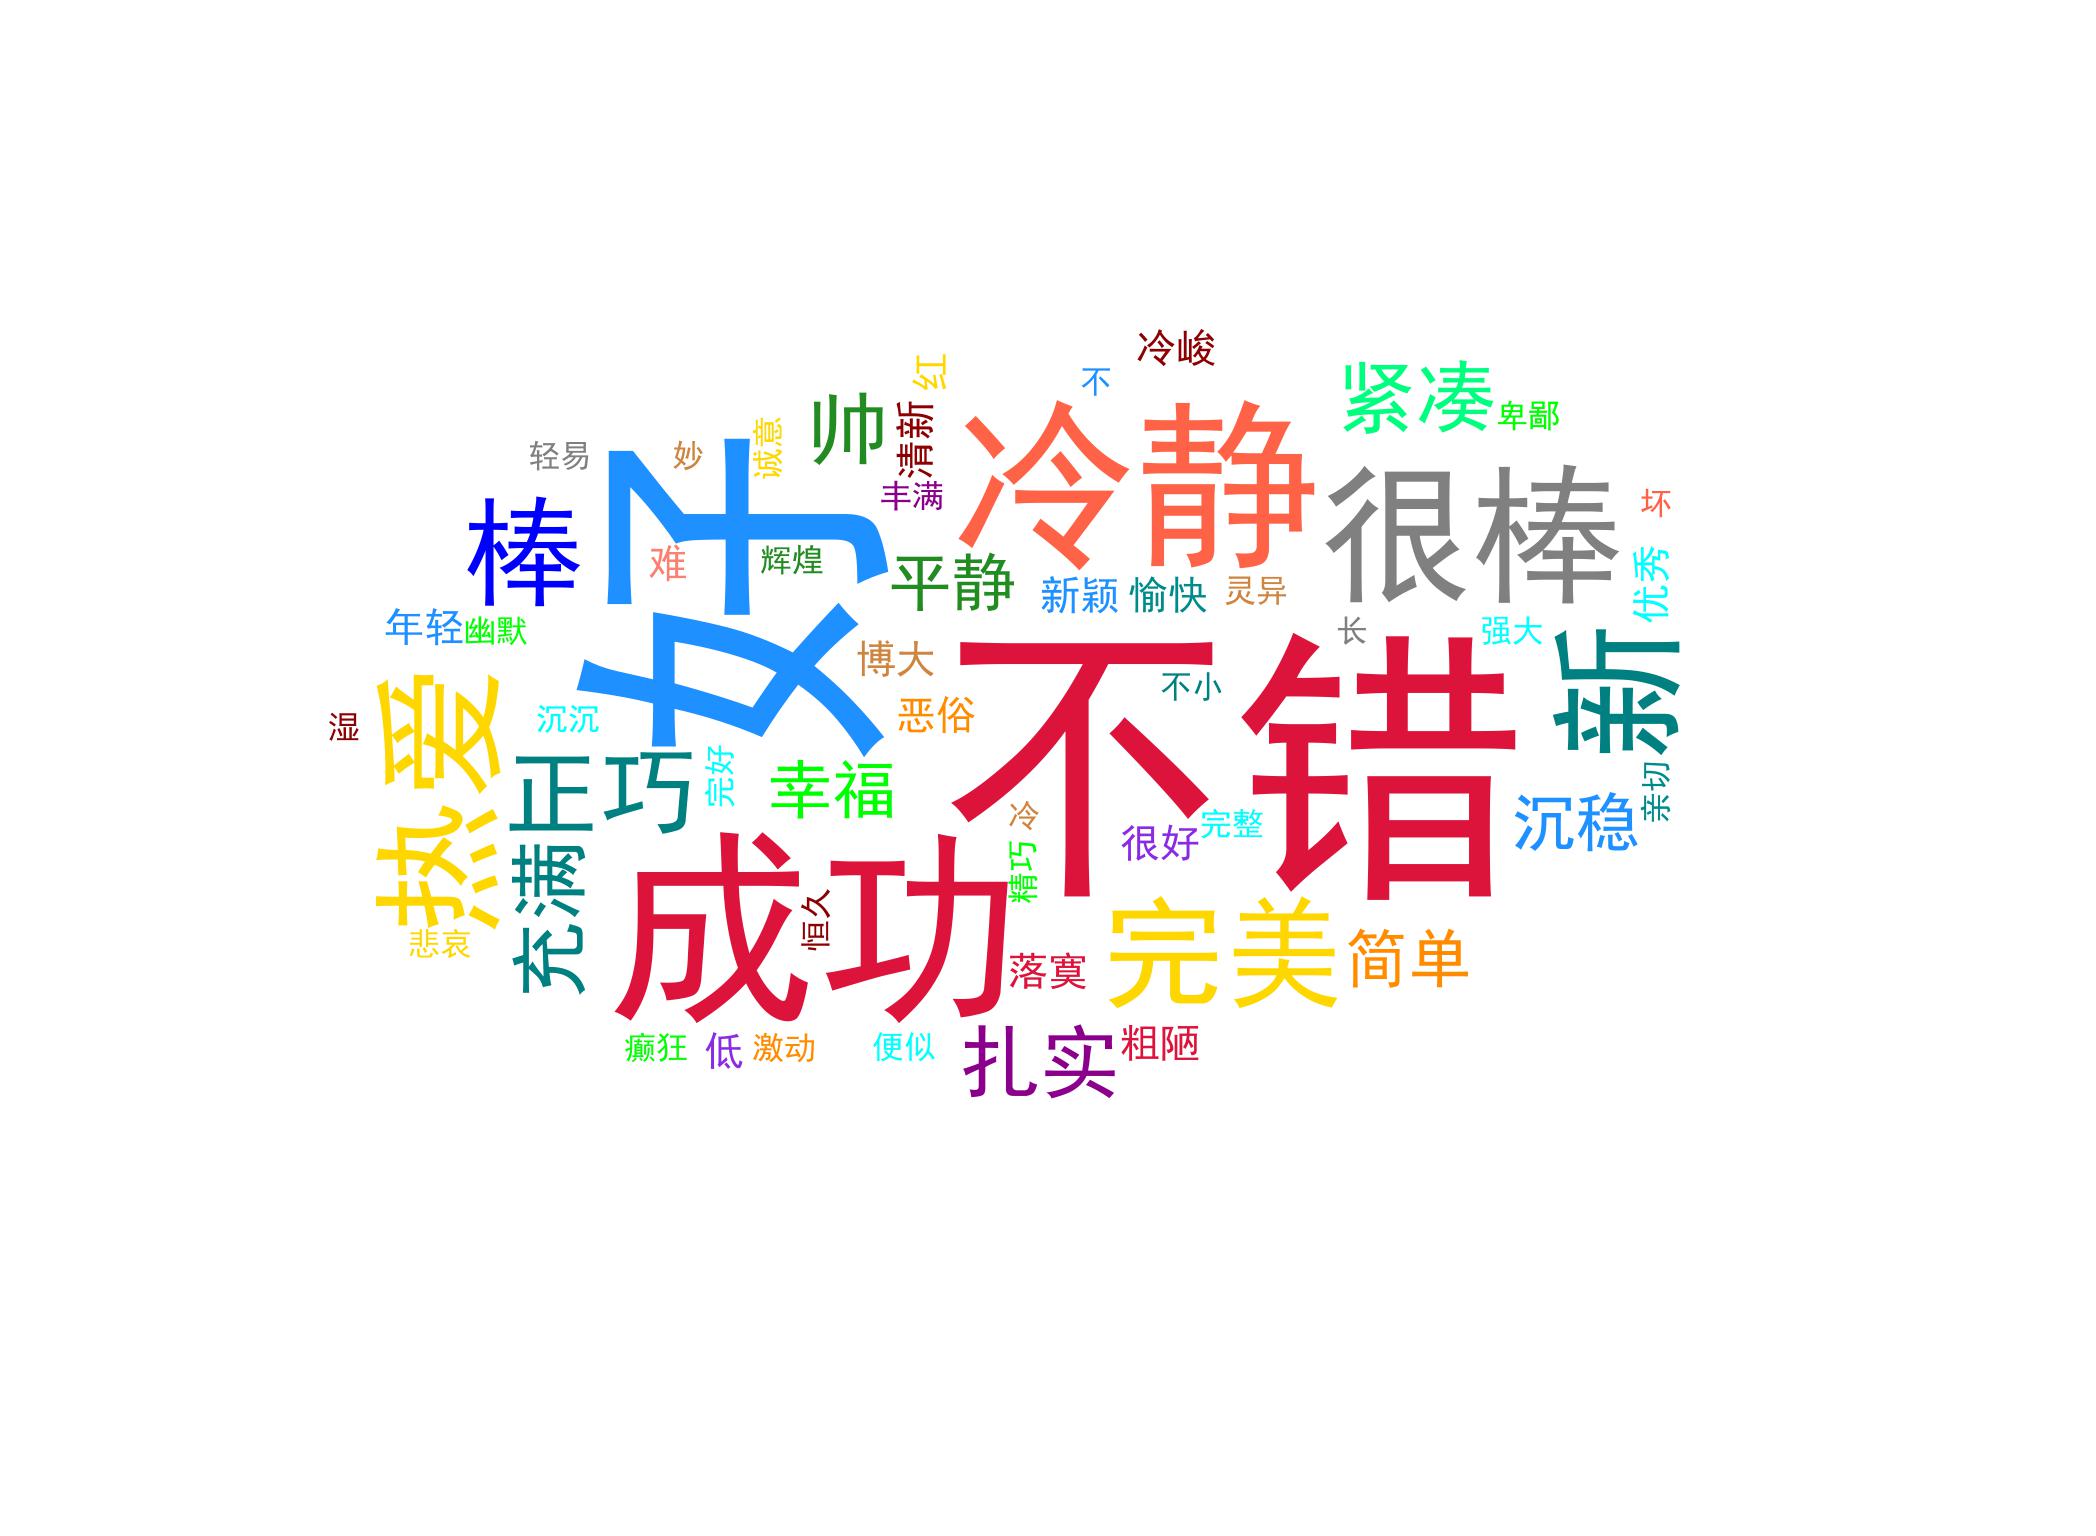 冷峻
红
不
紧凑
卑鄙
帅
清新
冷静
诚意
轻易
妙
好
很棒
丰满
坏
棒
难
辉煌
平静
新颖
愉快
灵异
优秀
年轻
幽默
博大
不错
长
强大
新
不小
湿
热爱
沉沉
恶俗
正巧
完好
幸福
冷
很好
完整
沉稳
亲切
充满
成功
恒久
精巧
悲哀
落寞
完美
简单
癫狂
低
激动
便似
扎实
粗陋